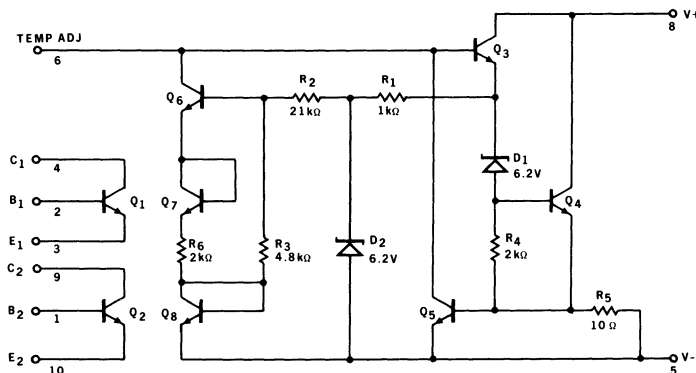 V+
8
TEMP ADJ
6
Q3
R2
21kΩ
R1
1kΩ
Q6
D1
6.2V
C1
4
B1
2
Q1
E1
3
Q7
Q4
R6
2kΩ
R3
4.8kΩ
D2
6.2V
R4
2kΩ
C2
9
B2
1
Q2
Q8
Q5
R5
10 Ω
E2
10
V-
5